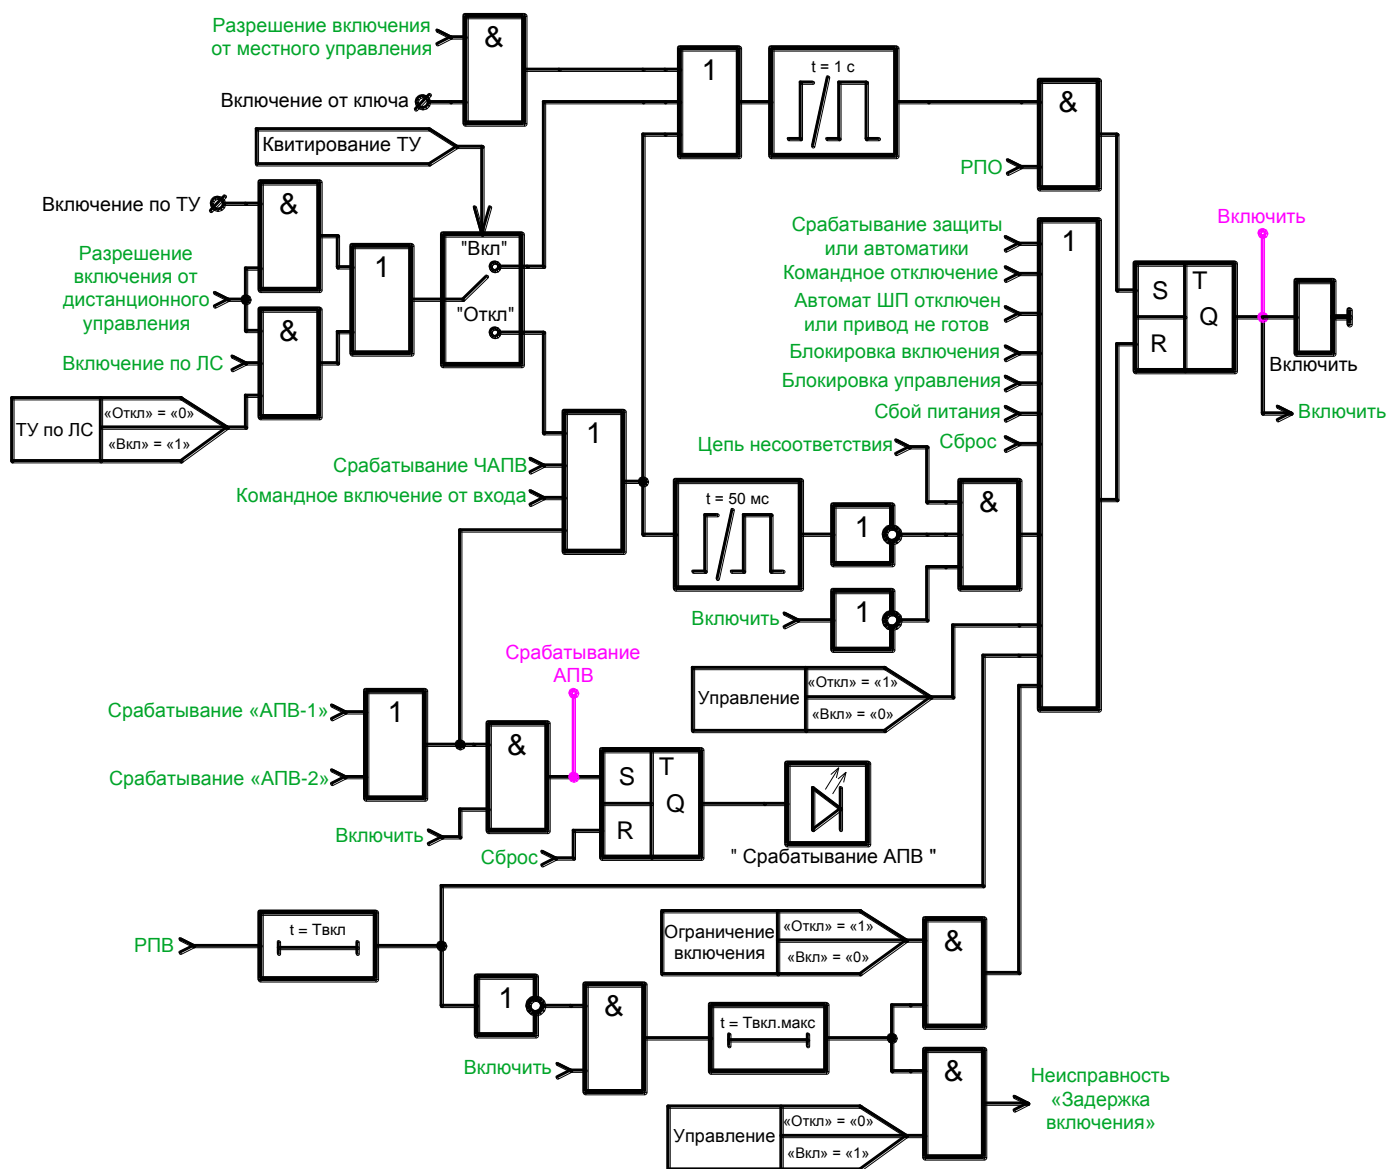 Разрешение включения
от местного управления
&
1
t = 1 с
&
Включение от ключа
Квитирование ТУ
РПО
Включение по ТУ
&
Разрешение
включения от
дистанционного
управления
1
"Вкл"
"Откл"
&
Включение по ЛС
ТУ по ЛС
«Откл» = «0»
«Вкл» = «1»
Срабатывание защиты
или автоматики
1
Командное отключение
Автомат ШП отключен
или привод не готов
Блокировка включения
Блокировка управления
Сбой питания
Сброс
Включить
S
T
Q
R
Включить
Включить
Цепь несоответствия
1
Срабатывание ЧАПВ
Командное включение от входа
t = 50 мс
1
&
Включить
1
Срабатывание
АПВ
Управление
«Откл» = «1»
«Вкл» = «0»
Срабатывание «АПВ-1»
1
Срабатывание «АПВ-2»
&
Включить
S
T
Q
R
Сброс
" Срабатывание АПВ "
РПВ
t = Твкл
Ограничение
включения
«Откл» = «1»
«Вкл» = «0»
&
1
&
t = Твкл.макс
Включить
&
Неисправность
«Задержка
включения»
Управление
«Откл» = «0»
«Вкл» = «1»